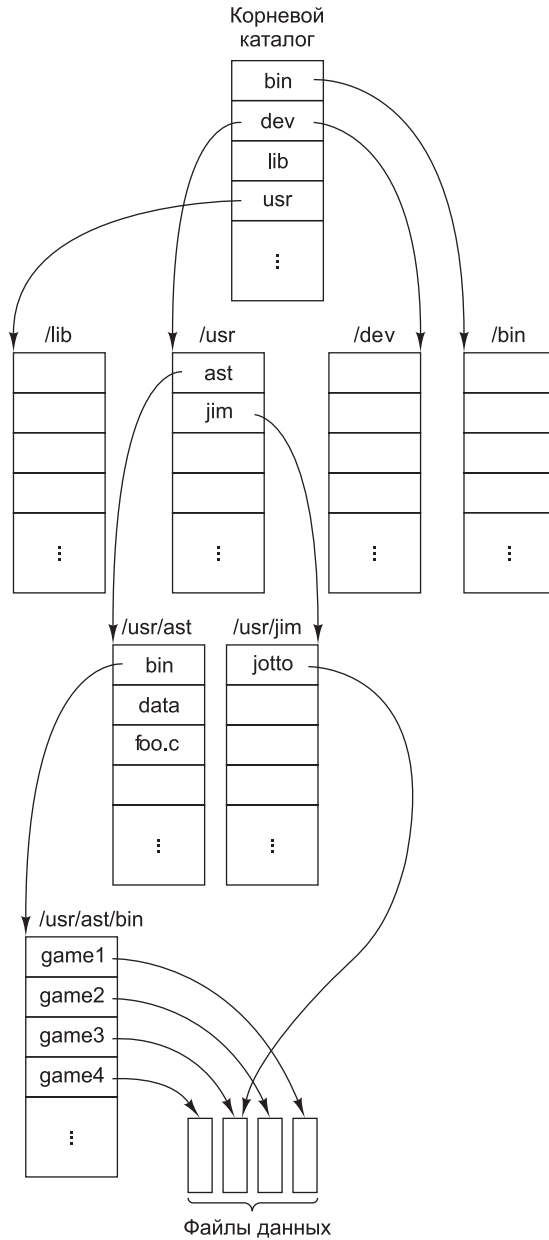 Корневой
каталог
bin
dev
lib
usr
...
/lib
/usr
/dev
/bin
ast
jim
...
...
...
...
/usr/ast
/usr/jim
bin
jotto
data
foo.c
...
...
/usr/ast/bin
game1
game2
game3
game4
...
Файлы данных